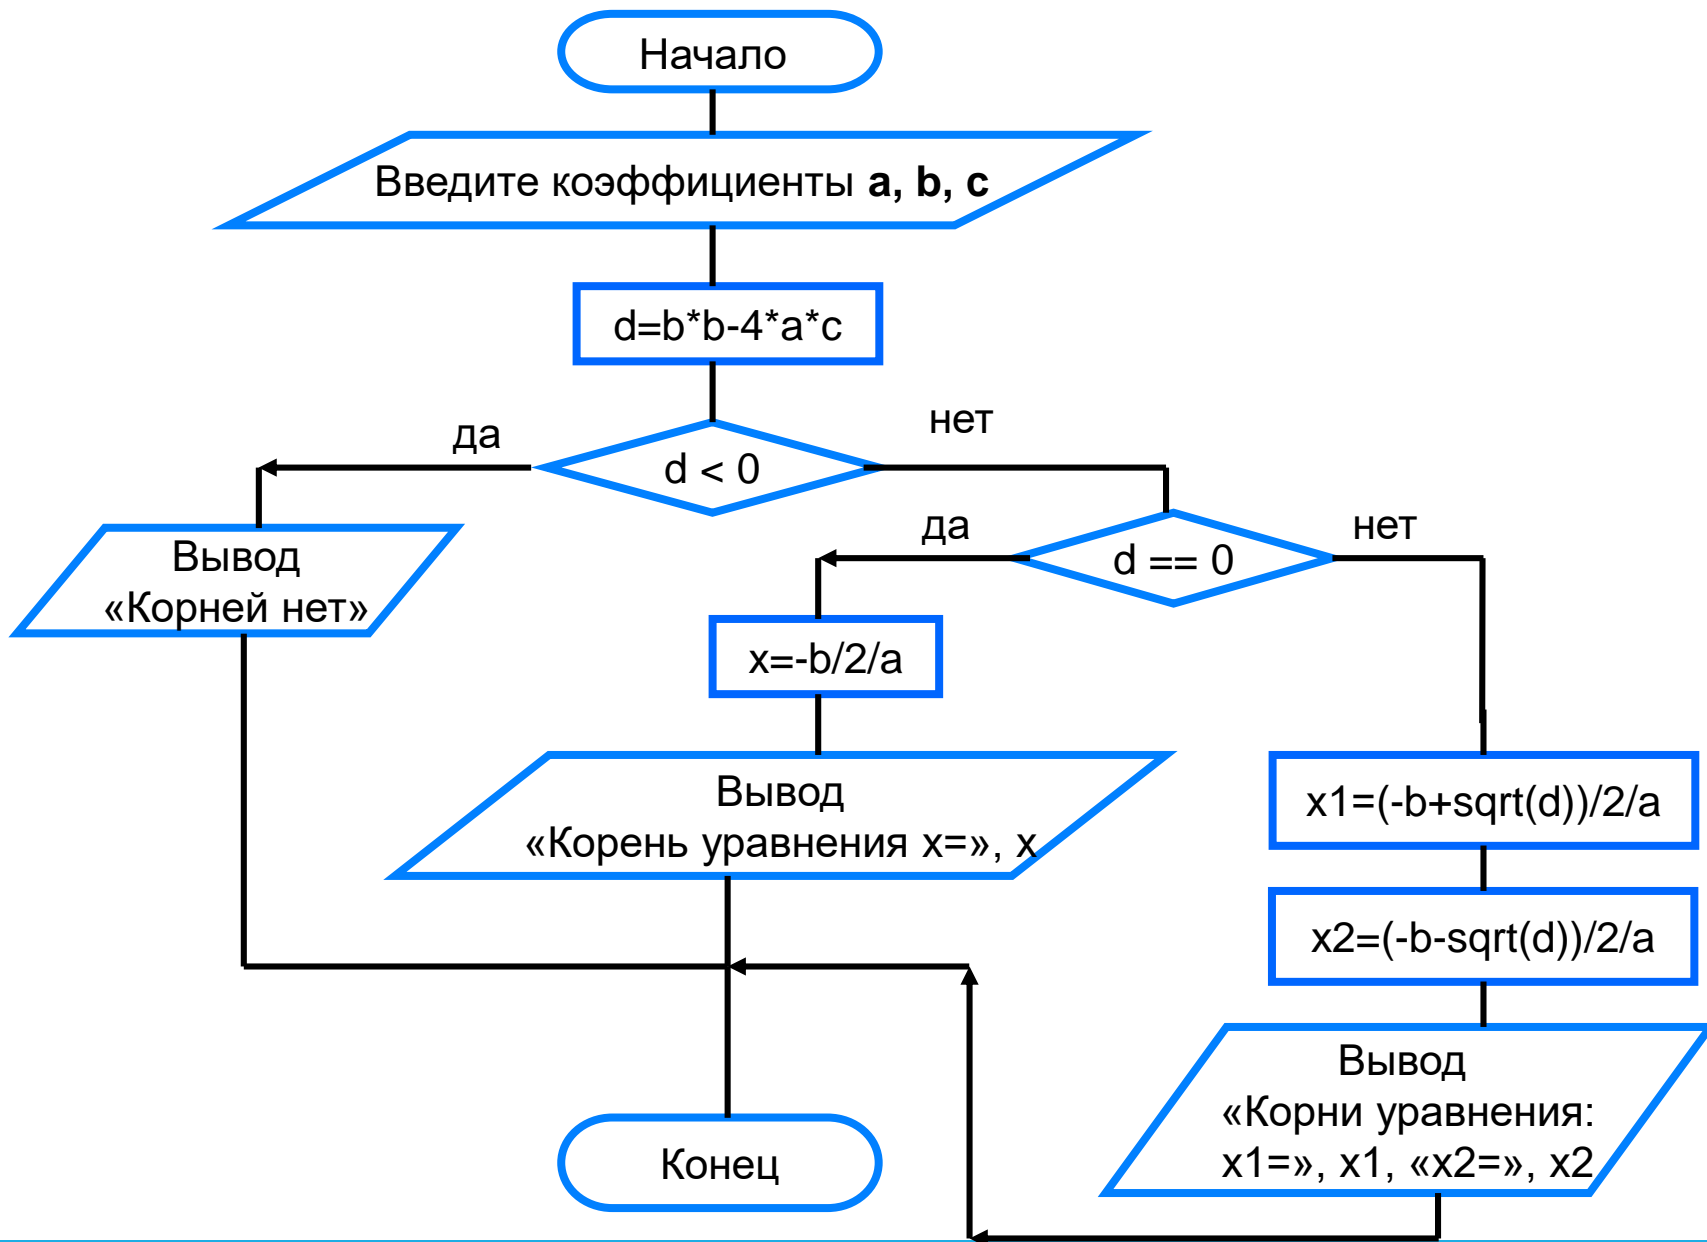 Начало
Введите коэффициенты a, b, c
d=b*b-4*a*c
да
нет
d < 0
да
нет
d == 0
Вывод
«Корней нет»
x=-b/2/a
Вывод
«Корень уравнения x=», x
x1=(-b+sqrt(d))/2/a
x2=(-b-sqrt(d))/2/a
Вывод
«Корни уравнения:
x1=», x1, «x2=», x2
Конец